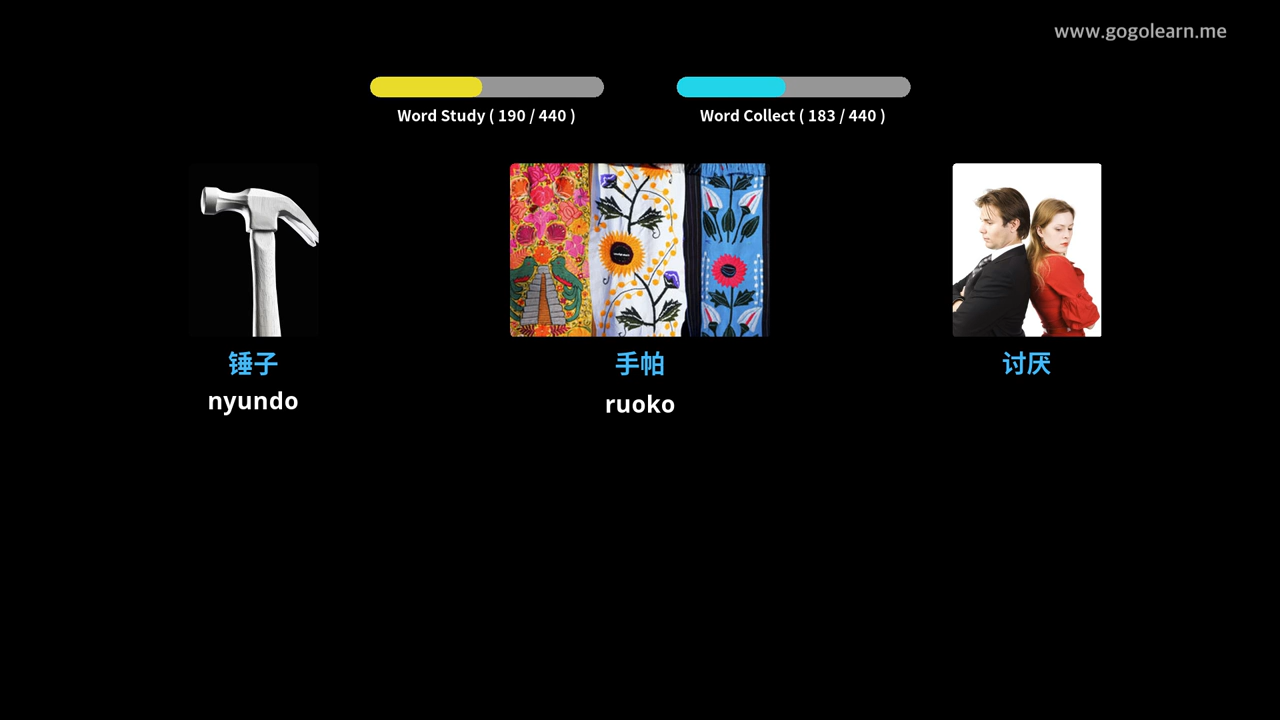 www.gogolearn.me
Word Study ( 190 / 440 )
Word Collect ( 183 / 440 )
锤子
手帕
讨厌
nyundo
ruoko